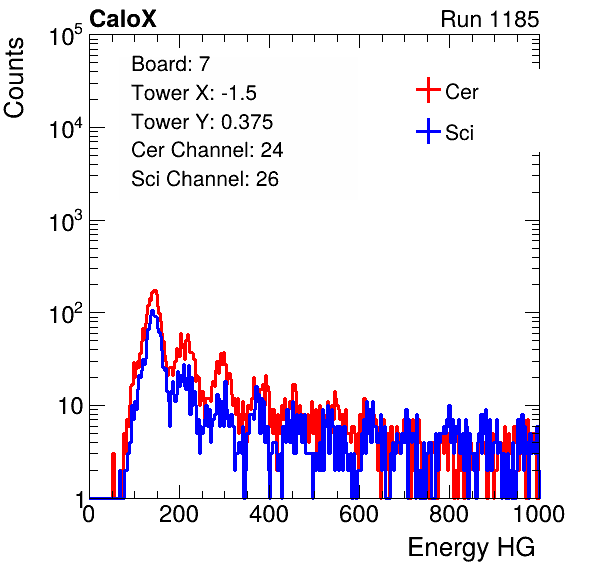 CaloX Run 1185
Counts
10^5
10^4
10^3
10^2
10
1
Board: 7
Tower X: -1.5
Tower Y: 0.375
Cer Channel: 24
Sci Channel: 26
Cer
Sci
0 200 400 600 800 1000
Energy HG